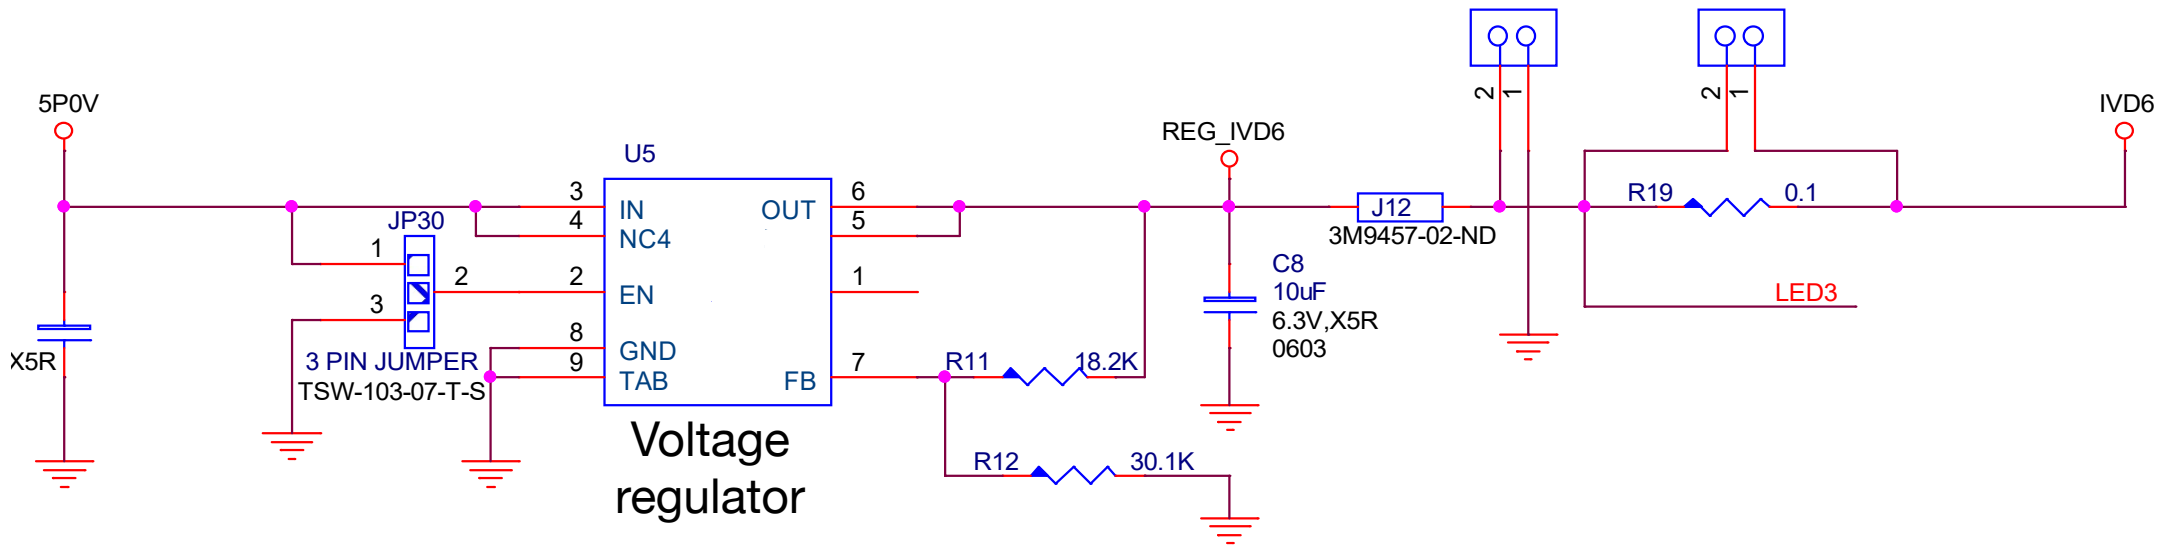 5P0V
X5R
JP30
1
2
3
3 PIN JUMPER
TSW-103-07-T-S
U5
3
4
2
8
9
IN
NC4
EN
GND
TAB
OUT
FB
6
5
1
7
Voltage
regulator
R11
18.2K
R12
30.1K
REG_IVD6
C8
10uF
6.3V,X5R
0603
J12
3M9457-02-ND
2
1
2
1
R19
0.1
LED3
IVD6